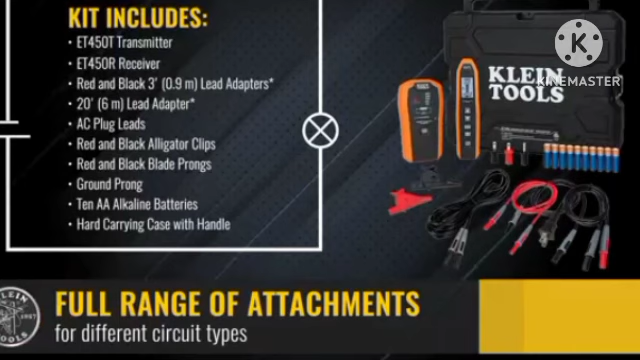 KIT INCLUDES:
• ET450T Transmitter
• ET450R Receiver
• Red and Black 3' (0.9 m) Lead Adapters*
• 20' (6 m) Lead Adapter*
• AC Plug Leads
• Red and Black Alligator Clips
• Red and Black Blade Prongs
• Ground Prong
• Ten AA Alkaline Batteries
• Hard Carrying Case with Handle
KLEIN
TOOLS
KINEMASTER
KLEIN
TOOLS
FULL RANGE OF ATTACHMENTS
for different circuit types